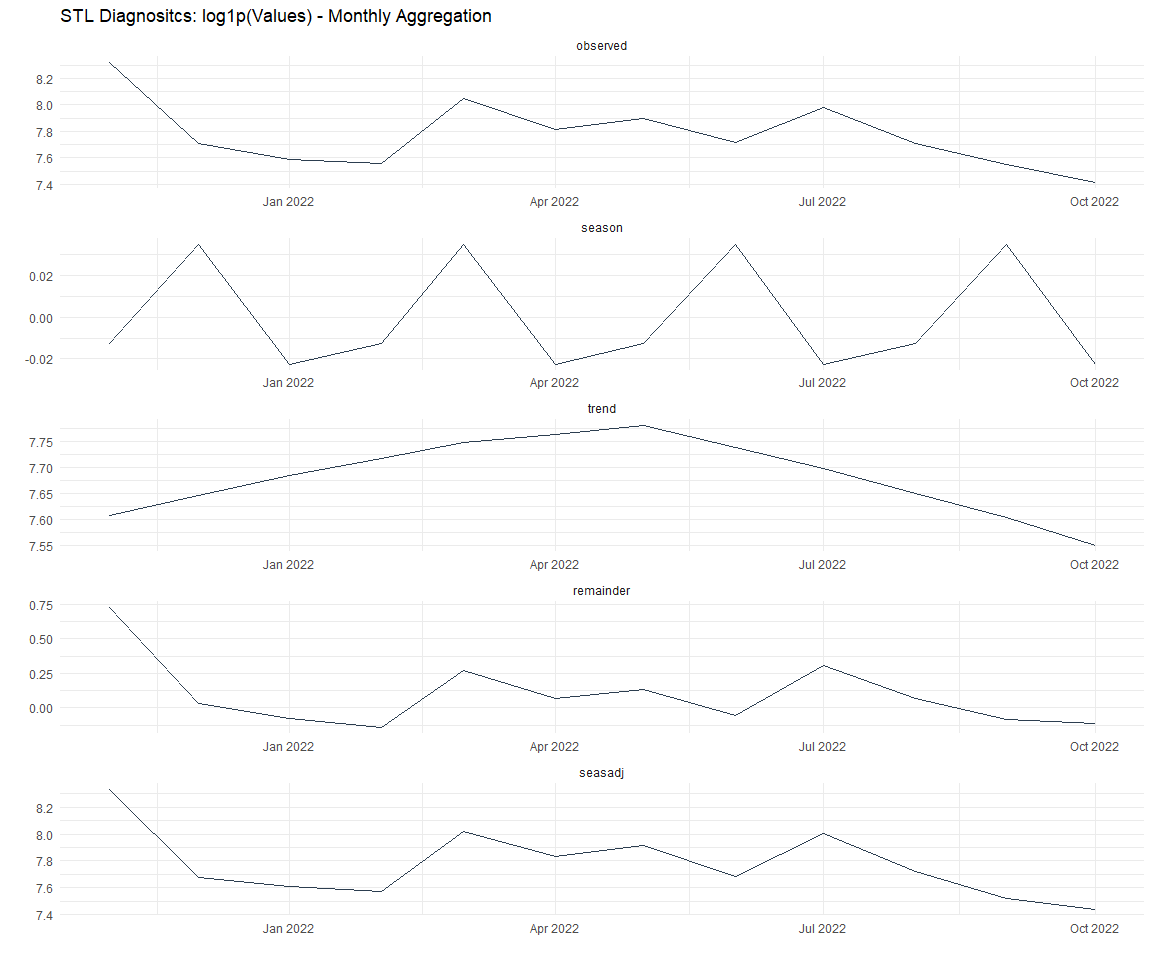 STL Diagnositcs: log1p(Values) - Monthly Aggregation
observed
8.2
8.0
7.8
7.6
7.4
Jan 2022 Apr 2022 Jul 2022 Oct 2022
season
0.02
0.00
-0.02
Jan 2022 Apr 2022 Jul 2022 Oct 2022
trend
7.75
7.70
7.65
7.60
7.55
Jan 2022 Apr 2022 Jul 2022 Oct 2022
remainder
0.75
0.50
0.25
0.00
Jan 2022 Apr 2022 Jul 2022 Oct 2022
seasadj
8.2
8.0
7.8
7.6
7.4
Jan 2022 Apr 2022 Jul 2022 Oct 2022